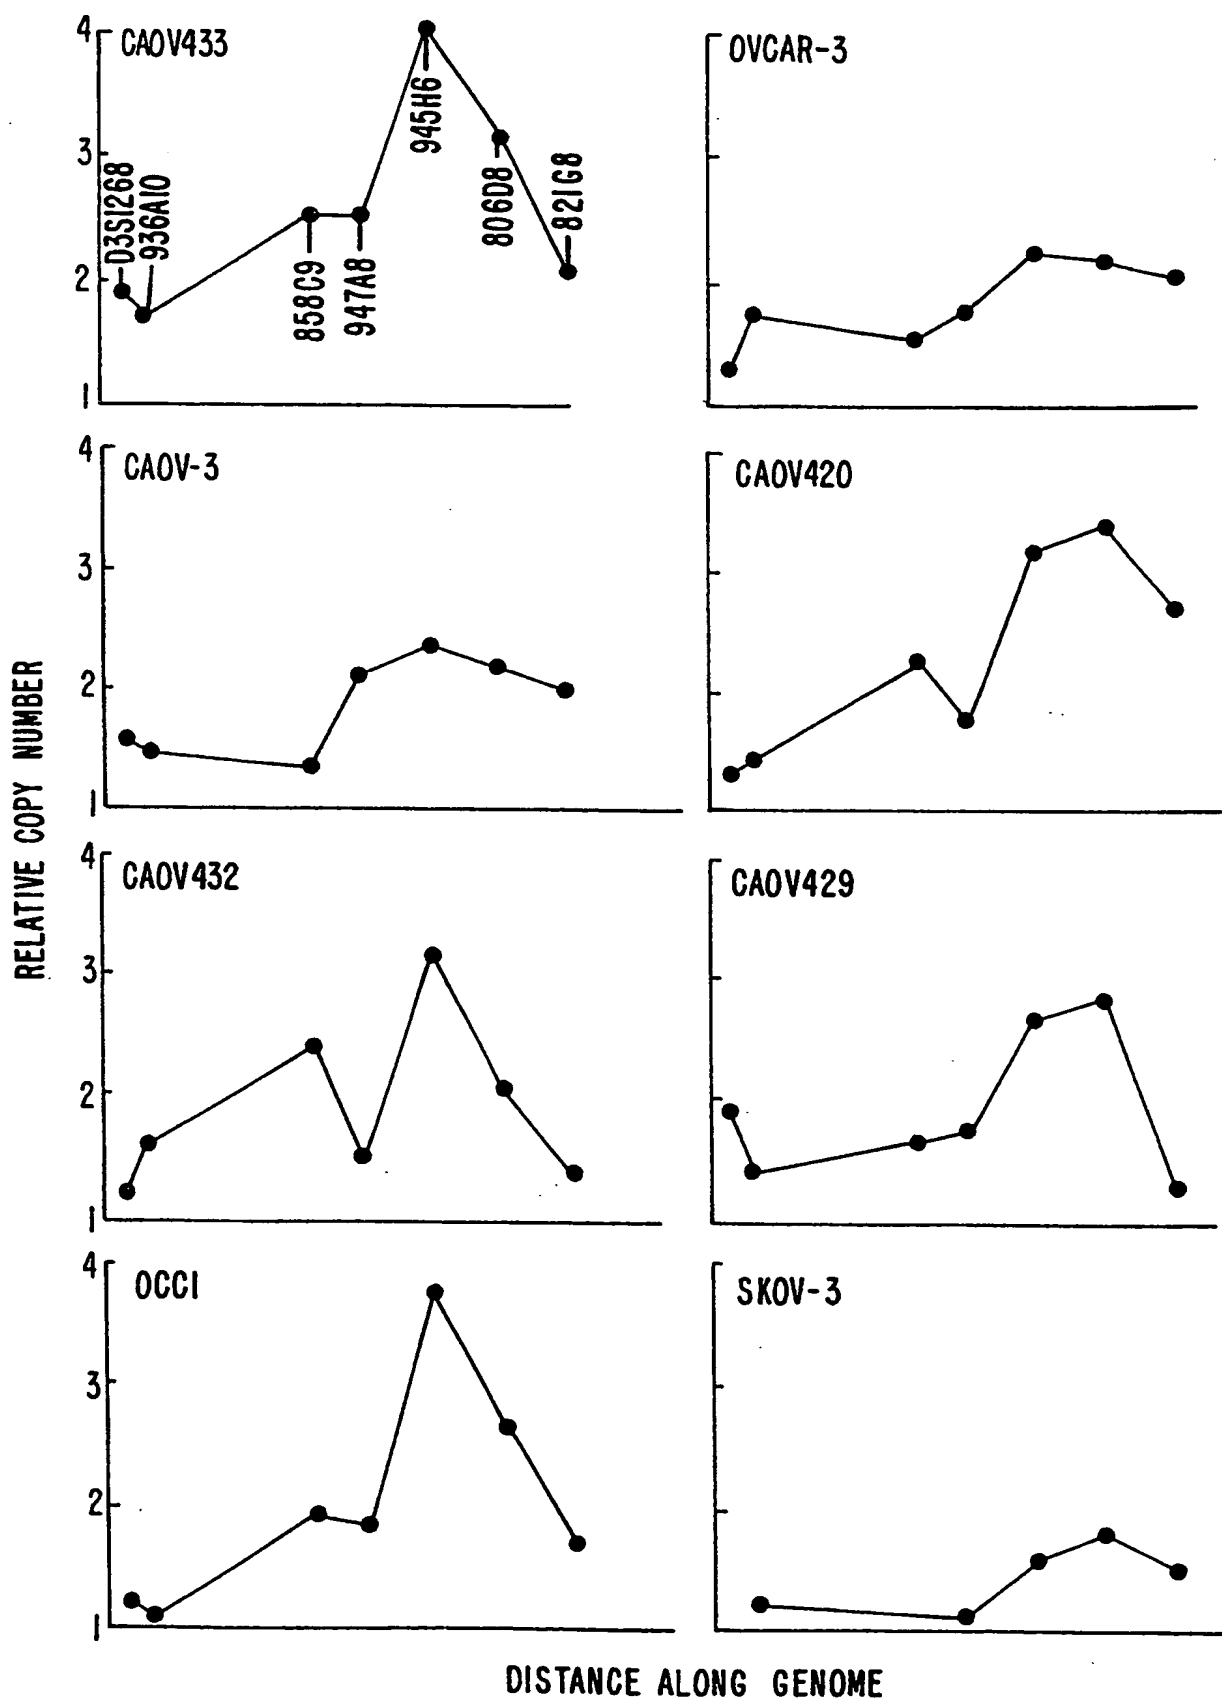 RELATIVE COPY NUMBER
CAOV433
4
3
2
1
D3S1268
936A10
858C9
947A8
945H6
806D8
821G8
OVCAR-3
CAOV-3
4
3
2
1
CAOV420
CAOV432
4
3
2
1
CAOV429
OCC1
4
3
2
1
SKOV-3
DISTANCE ALONG GENOME